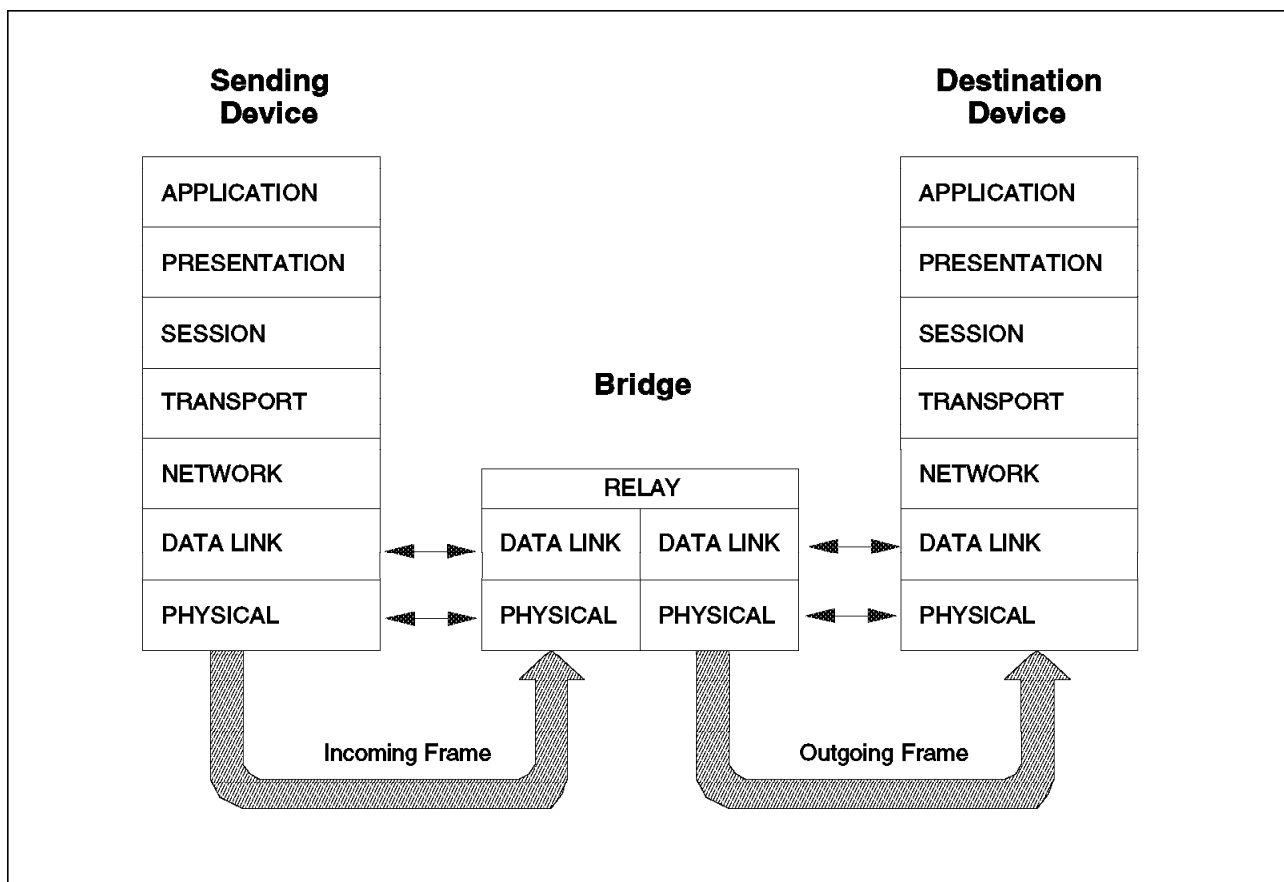 Sending
Device
Destination
Device
APPLICATION
PRESENTATION
SESSION
TRANSPORT
NETWORK
DATA LINK
PHYSICAL
Bridge
RELAY
DATA LINK
DATA LINK
PHYSICAL
PHYSICAL
APPLICATION
PRESENTATION
SESSION
TRANSPORT
NETWORK
DATA LINK
PHYSICAL
Incoming Frame
Outgoing Frame